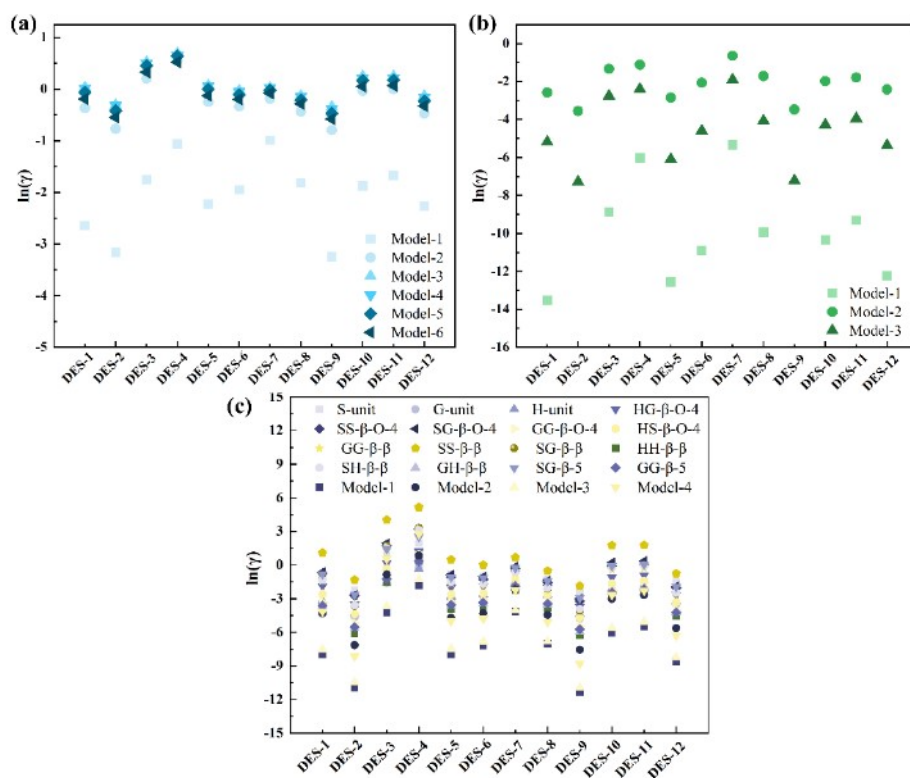 (a)
ln(γ)
1
0
-1
-2
-3
-4
-5
Model-1
Model-2
Model-3
Model-4
Model-5
Model-6
DES-1
DES-2
DES-3
DES-4
DES-5
DES-6
DES-7
DES-8
DES-9
DES-10
DES-11
DES-12
(b)
ln(γ)
0
-2
-4
-6
-8
-10
-12
-14
-16
Model-1
Model-2
Model-3
DES-1
DES-2
DES-3
DES-4
DES-5
DES-6
DES-7
DES-8
DES-9
DES-10
DES-11
DES-12
(c)
ln(γ)
15
12
9
6
3
0
-3
-6
-9
-12
-15
S-unit G-unit H-unit HG-β-O-4
SS-β-O-4 SG-β-O-4 GG-β-O-4 HS-β-O-4
GG-β-β SS-β-β SG-β-β HH-β-β
SH-β-β GH-β-β SG-β-5 GG-β-5
Model-1 Model-2 Model-3 Model-4
DES-1
DES-2
DES-3
DES-4
DES-5
DES-6
DES-7
DES-8
DES-9
DES-10
DES-11
DES-12